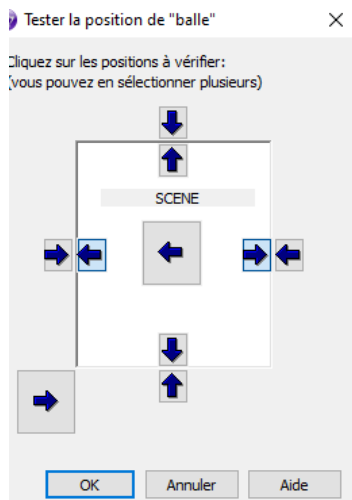 Tester la position de "balle"
Cliquez sur les positions à vérifier:
(vous pouvez en sélectionner plusieurs)
SCENE
OK
Annuler
Aide